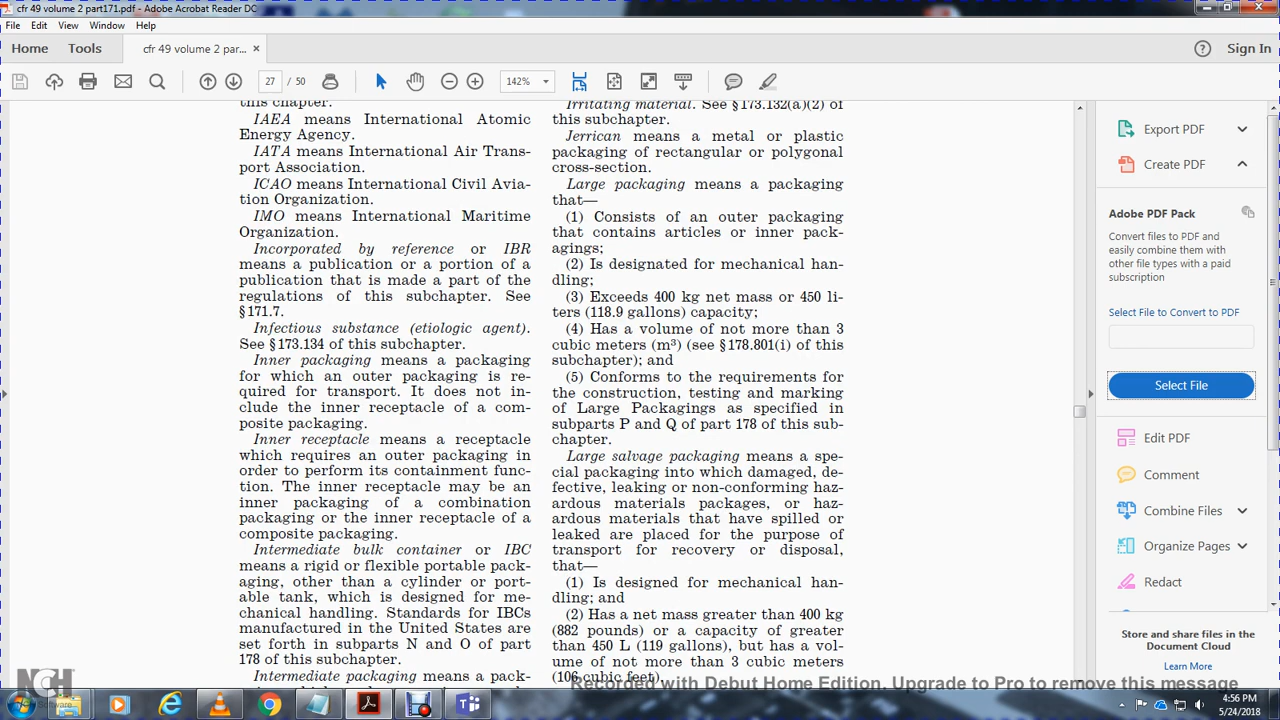 cfr 49 volume 2 part171.pdf - Adobe Acrobat Reader DC
File Edit View Window Help
Home Tools cfr 49 volume 2 par... × Sign In
27 / 50 142%
this chapter.
IAEA means International Atomic
Energy Agency.
IATA means International Air Trans-
port Association.
ICAO means International Civil Avia-
tion Organization.
IMO means International Maritime
Organization.
Incorporated by reference or IBR
means a publication or a portion of a
publication that is made a part of the
regulations of this subchapter. See
§171.7.
Infectious substance (etiologic agent).
See §173.134 of this subchapter.
Inner packaging means a packaging
for which an outer packaging is re-
quired for transport. It does not in-
clude the inner receptacle of a com-
posite packaging.
Inner receptacle means a receptacle
which requires an outer packaging in
order to perform its containment func-
tion. The inner receptacle may be an
inner packaging of a combination
packaging or the inner receptacle of a
composite packaging.
Intermediate bulk container or IBC
means a rigid or flexible portable pack-
aging, other than a cylinder or port-
able tank, which is designed for me-
chanical handling. Standards for IBCs
manufactured in the United States are
set forth in subparts N and O of part
178 of this subchapter.
Intermediate packaging means a pack-
Irritating material. See §173.132(a)(2) of
this subchapter.
Jerrican means a metal or plastic
packaging of rectangular or polygonal
cross-section.
Large packaging means a packaging
that—
(1) Consists of an outer packaging
that contains articles or inner pack-
agings;
(2) Is designated for mechanical han-
dling;
(3) Exceeds 400 kg net mass or 450 li-
ters (118.9 gallons) capacity;
(4) Has a volume of not more than 3
cubic meters (m³) (see §178.801(i) of this
subchapter); and
(5) Conforms to the requirements for
the construction, testing and marking
of Large Packagings as specified in
subparts P and Q of part 178 of this sub-
chapter.
Large salvage packaging means a spe-
cial packaging into which damaged, de-
fective, leaking or non-conforming haz-
ardous materials packages, or haz-
ardous materials that have spilled or
leaked are placed for the purpose of
transport for recovery or disposal,
that—
(1) Is designed for mechanical han-
dling; and
(2) Has a net mass greater than 400 kg
(882 pounds) or a capacity of greater
than 450 L (119 gallons), but has a vol-
ume of not more than 3 cubic meters
(106 cubic feet).
Export PDF
Create PDF
Adobe PDF Pack
Convert files to PDF and
easily combine them with
other file types with a paid
subscription
Select File to Convert to PDF
Select File
Edit PDF
Comment
Combine Files
Organize Pages
Redact
Store and share files in the
Document Cloud
Learn More
NCH Software
Recorded with Debut Home Edition. Upgrade to Pro to remove this message
4:56 PM
5/24/2018